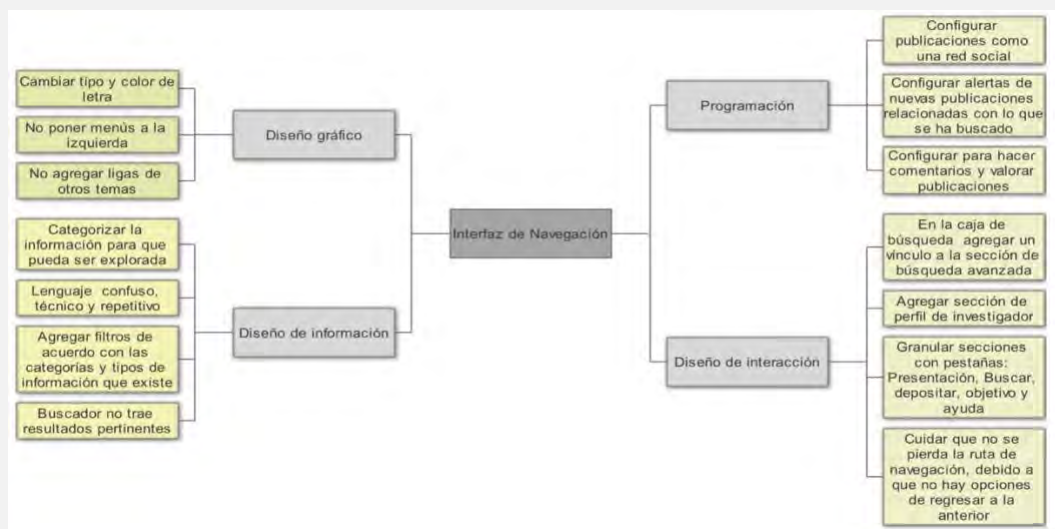 Cambiar tipo y color de
letra
No poner menús a la
izquierda
No agregar ligas de
otros temas
Diseño gráfico
Categorizar la
información para que
pueda ser explorada
Lenguaje confuso,
técnico y repetitivo
Agregar filtros de
acuerdo con las
categorías y tipos de
información que existe
Buscador no trae
resultados pertinentes
Diseño de información
Interfaz de Navegación
Programación
Configurar
publicaciones como
una red social
Configurar alertas de
nuevas publicaciones
relacionadas con lo que
se ha buscado
Configurar para hacer
comentarios y valorar
publicaciones
Diseño de interacción
En la caja de
búsqueda agregar un
vínculo a la sección de
búsqueda avanzada
Agregar sección de
perfil de investigador
Granular secciones
con pestañas:
Presentación, Buscar,
depositar, objetivo y
ayuda
Cuidar que no se
pierda la ruta de
navegación, debido a
que no hay opciones
de regresar a la
anterior